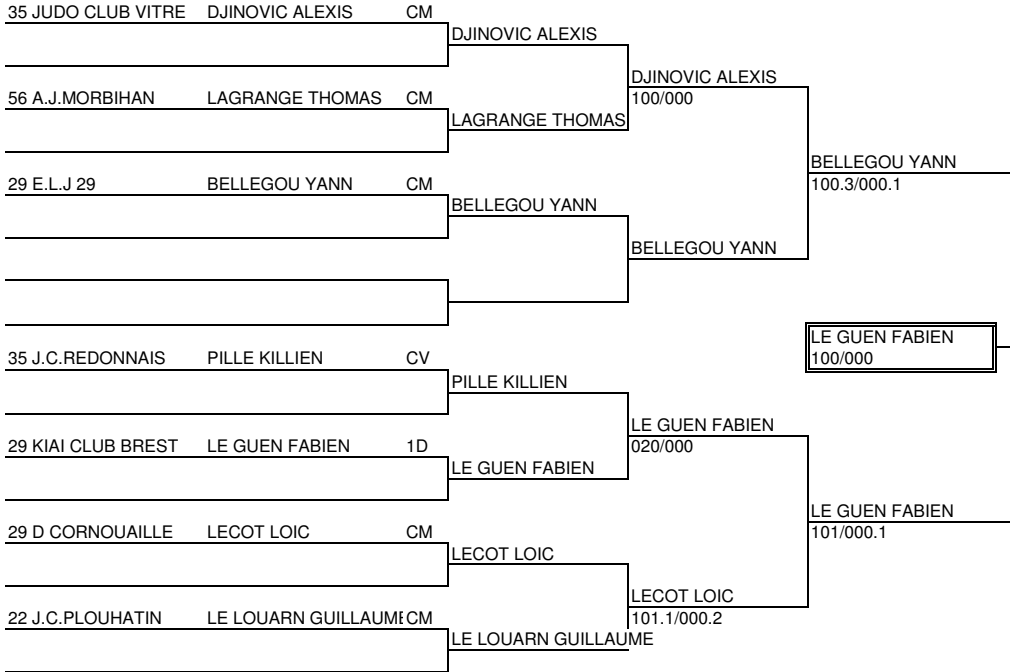 35 JUDO CLUB VITRE DJINOVIC ALEXIS CM
DJINOVIC ALEXIS
DJINOVIC ALEXIS
100/000
56 A.J.MORBIHAN LAGRANGE THOMAS CM
LAGRANGE THOMAS
BELLEGOU YANN
100.3/000.1
29 E.L.J 29 BELLEGOU YANN CM
BELLEGOU YANN
BELLEGOU YANN
LE GUEN FABIEN
100/000
35 J.C.REDONNAIS PILLE KILLIEN CV
PILLE KILLIEN
LE GUEN FABIEN
020/000
29 KIAI CLUB BREST LE GUEN FABIEN 1D
LE GUEN FABIEN
LE GUEN FABIEN
101/000.1
29 D CORNOUAILLE LECOT LOIC CM
LECOT LOIC
LECOT LOIC
101.1/000.2
22 J.C.PLOUHATIN LE LOUARN GUILLAUME CM
LE LOUARN GUILLAUME